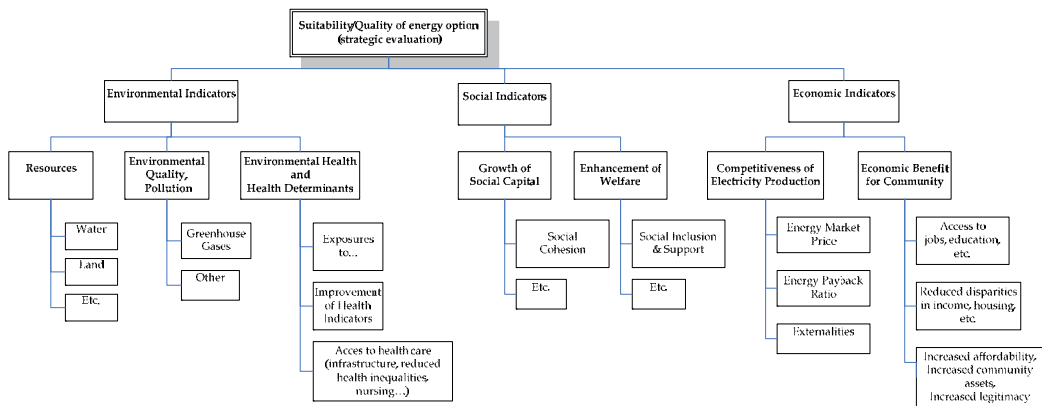 Suitability/Quality of energy option
(strategic evaluation)
Environmental Indicators
Social Indicators
Economic Indicators
Resources
Environmental
Quality,
Pollution
Environmental Health
and
Health Determinants
Growth of
Social Capital
Enhancement of
Welfare
Competitiveness of
Electricity Production
Economic Benefit
for Community
Water
Land
Etc.
Greenhouse
Gases
Other
Exposures
to...
Improvement
of Health
Indicators
Acces to health care
(infrastructure, reduced
health inequalities,
nursing…)
Social
Cohesion
Etc.
Social Inclusion
& Support
Etc.
Energy Market
Price
Energy Payback
Ratio
Externalities
Access to
jobs, education,
etc.
Reduced disparities
in income, housing,
etc.
Increased affordability,
Increased community
assets,
Increased legitimacy